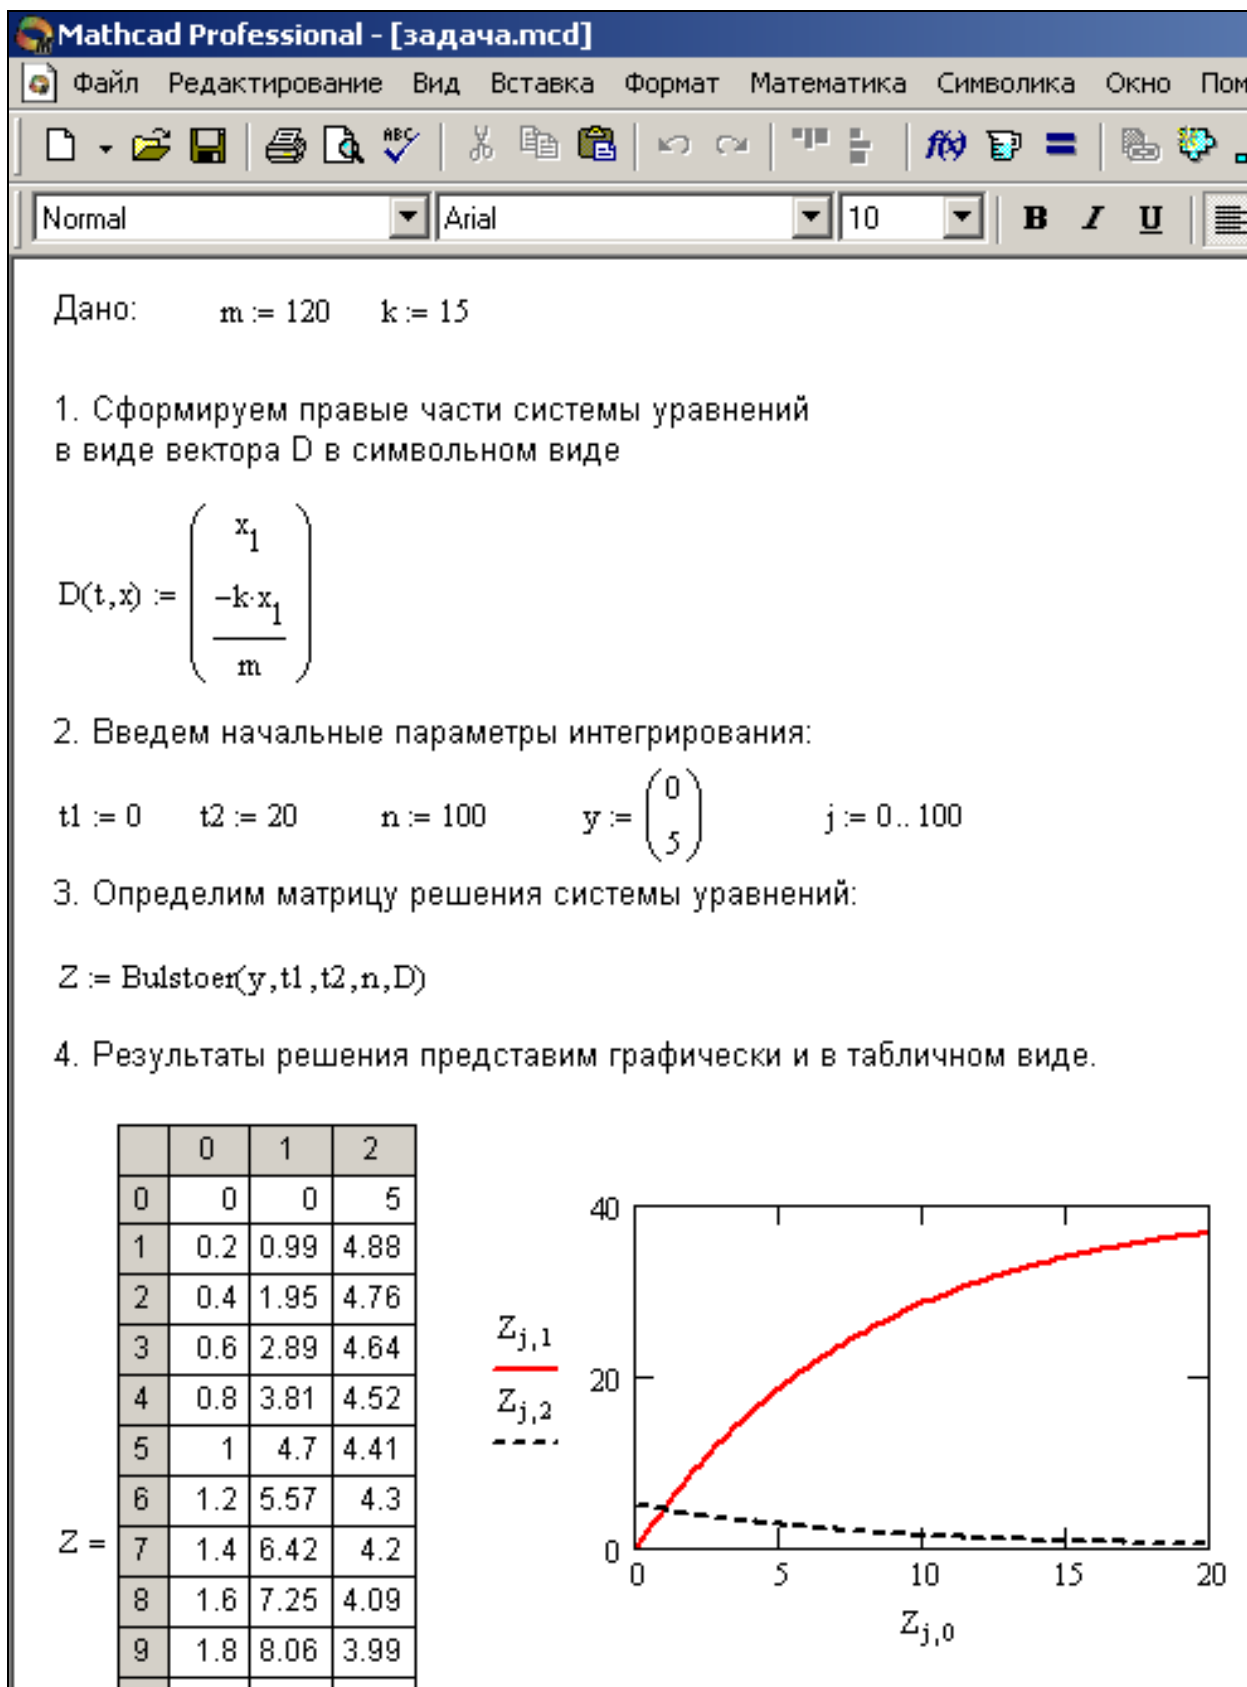 Mathcad Professional - [задача.mcd]
Файл Редактирование Вид Вставка Формат Математика Символика Окно Пом
ABC f(x)
Normal Arial 10 B I U
Дано: m := 120 k := 15
1. Сформируем правые части системы уравнений
в виде вектора D в символьном виде
x1
D(t,x) := −k·x1
m
2. Введем начальные параметры интегрирования:
t1 := 0 t2 := 20 n := 100 y := (0 5) j := 0.. 100
3. Определим матрицу решения системы уравнений:
Z := Bulstoer(y,t1,t2,n,D)
4. Результаты решения представим графически и в табличном виде.
Z =
0 1 2
0 0 0 5
1 0.2 0.99 4.88
2 0.4 1.95 4.76
3 0.6 2.89 4.64
4 0.8 3.81 4.52
5 1 4.7 4.41
6 1.2 5.57 4.3
7 1.4 6.42 4.2
8 1.6 7.25 4.09
9 1.8 8.06 3.99
Zj,1
Zj,2
40
20
0
0 5 10 15 20
Zj,0